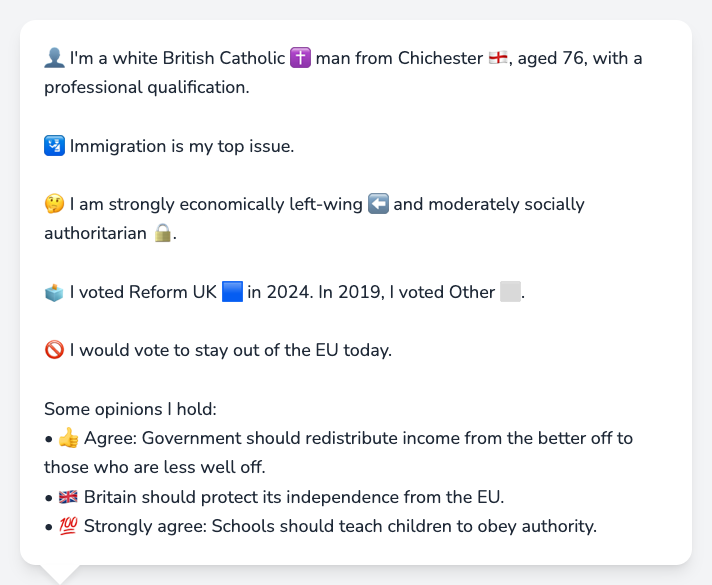 👤 I'm a white British Catholic ✝️ man from Chichester 🏴󠁧󠁢󠁥󠁮󠁧󠁿, aged 76, with a
professional qualification.
🛂 Immigration is my top issue.
🤔 I am strongly economically left-wing ⬅️ and moderately socially
authoritarian 🔒.
🗳️ I voted Reform UK 🟦 in 2024. In 2019, I voted Other ⬜.
🚫 I would vote to stay out of the EU today.
Some opinions I hold:
• 👍 Agree: Government should redistribute income from the better off to
those who are less well off.
• 🇬🇧 Britain should protect its independence from the EU.
• 💯 Strongly agree: Schools should teach children to obey authority.